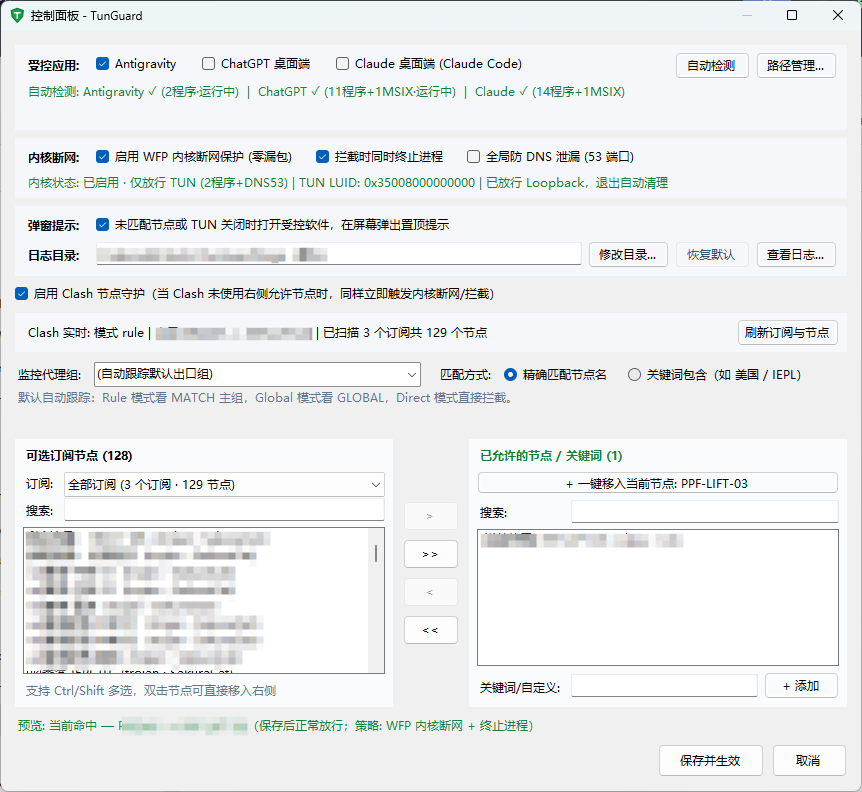 控制面板 - TunGuard
受控应用: Antigravity ChatGPT 桌面端 Claude 桌面端 (Claude Code) 自动检测 路径管理...
自动检测: Antigravity ✓ (2程序·运行中) | ChatGPT ✓ (11程序+1MSIX·运行中) | Claude ✓ (14程序+1MSIX)
内核断网: 启用 WFP 内核断网保护 (零漏包) 拦截时同时终止进程 全局防 DNS 泄漏 (53 端口)
内核状态: 已启用 · 仅放行 TUN (2程序+DNS53) | TUN LUID: 0x35008000000000 | 已放行 Loopback，退出自动清理
弹窗提示: 未匹配节点或 TUN 关闭时打开受控软件，在屏幕弹出置顶提示
日志目录: 修改目录... 恢复默认 查看日志...
启用 Clash 节点守护（当 Clash 未使用右侧允许节点时，同样立即触发内核断网/拦截）
Clash 实时: 模式 rule | | 已扫描 3 个订阅共 129 个节点 刷新订阅与节点
监控代理组: (自动跟踪默认出口组) 匹配方式: 精确匹配节点名 关键词包含（如 美国 / IEPL）
默认自动跟踪：Rule 模式看 MATCH 主组，Global 模式看 GLOBAL，Direct 模式直接拦截。
可选订阅节点 (128)
订阅: 全部订阅 (3 个订阅 · 129 节点)
搜索:
支持 Ctrl/Shift 多选，双击节点可直接移入右侧
>
>>
<
<<
已允许的节点 / 关键词 (1)
+ 一键移入当前节点: PPF-LIFT-03
搜索:
关键词/自定义: + 添加
预览: 当前命中 — （保存后正常放行；策略: WFP 内核断网 + 终止进程）
保存并生效 取消